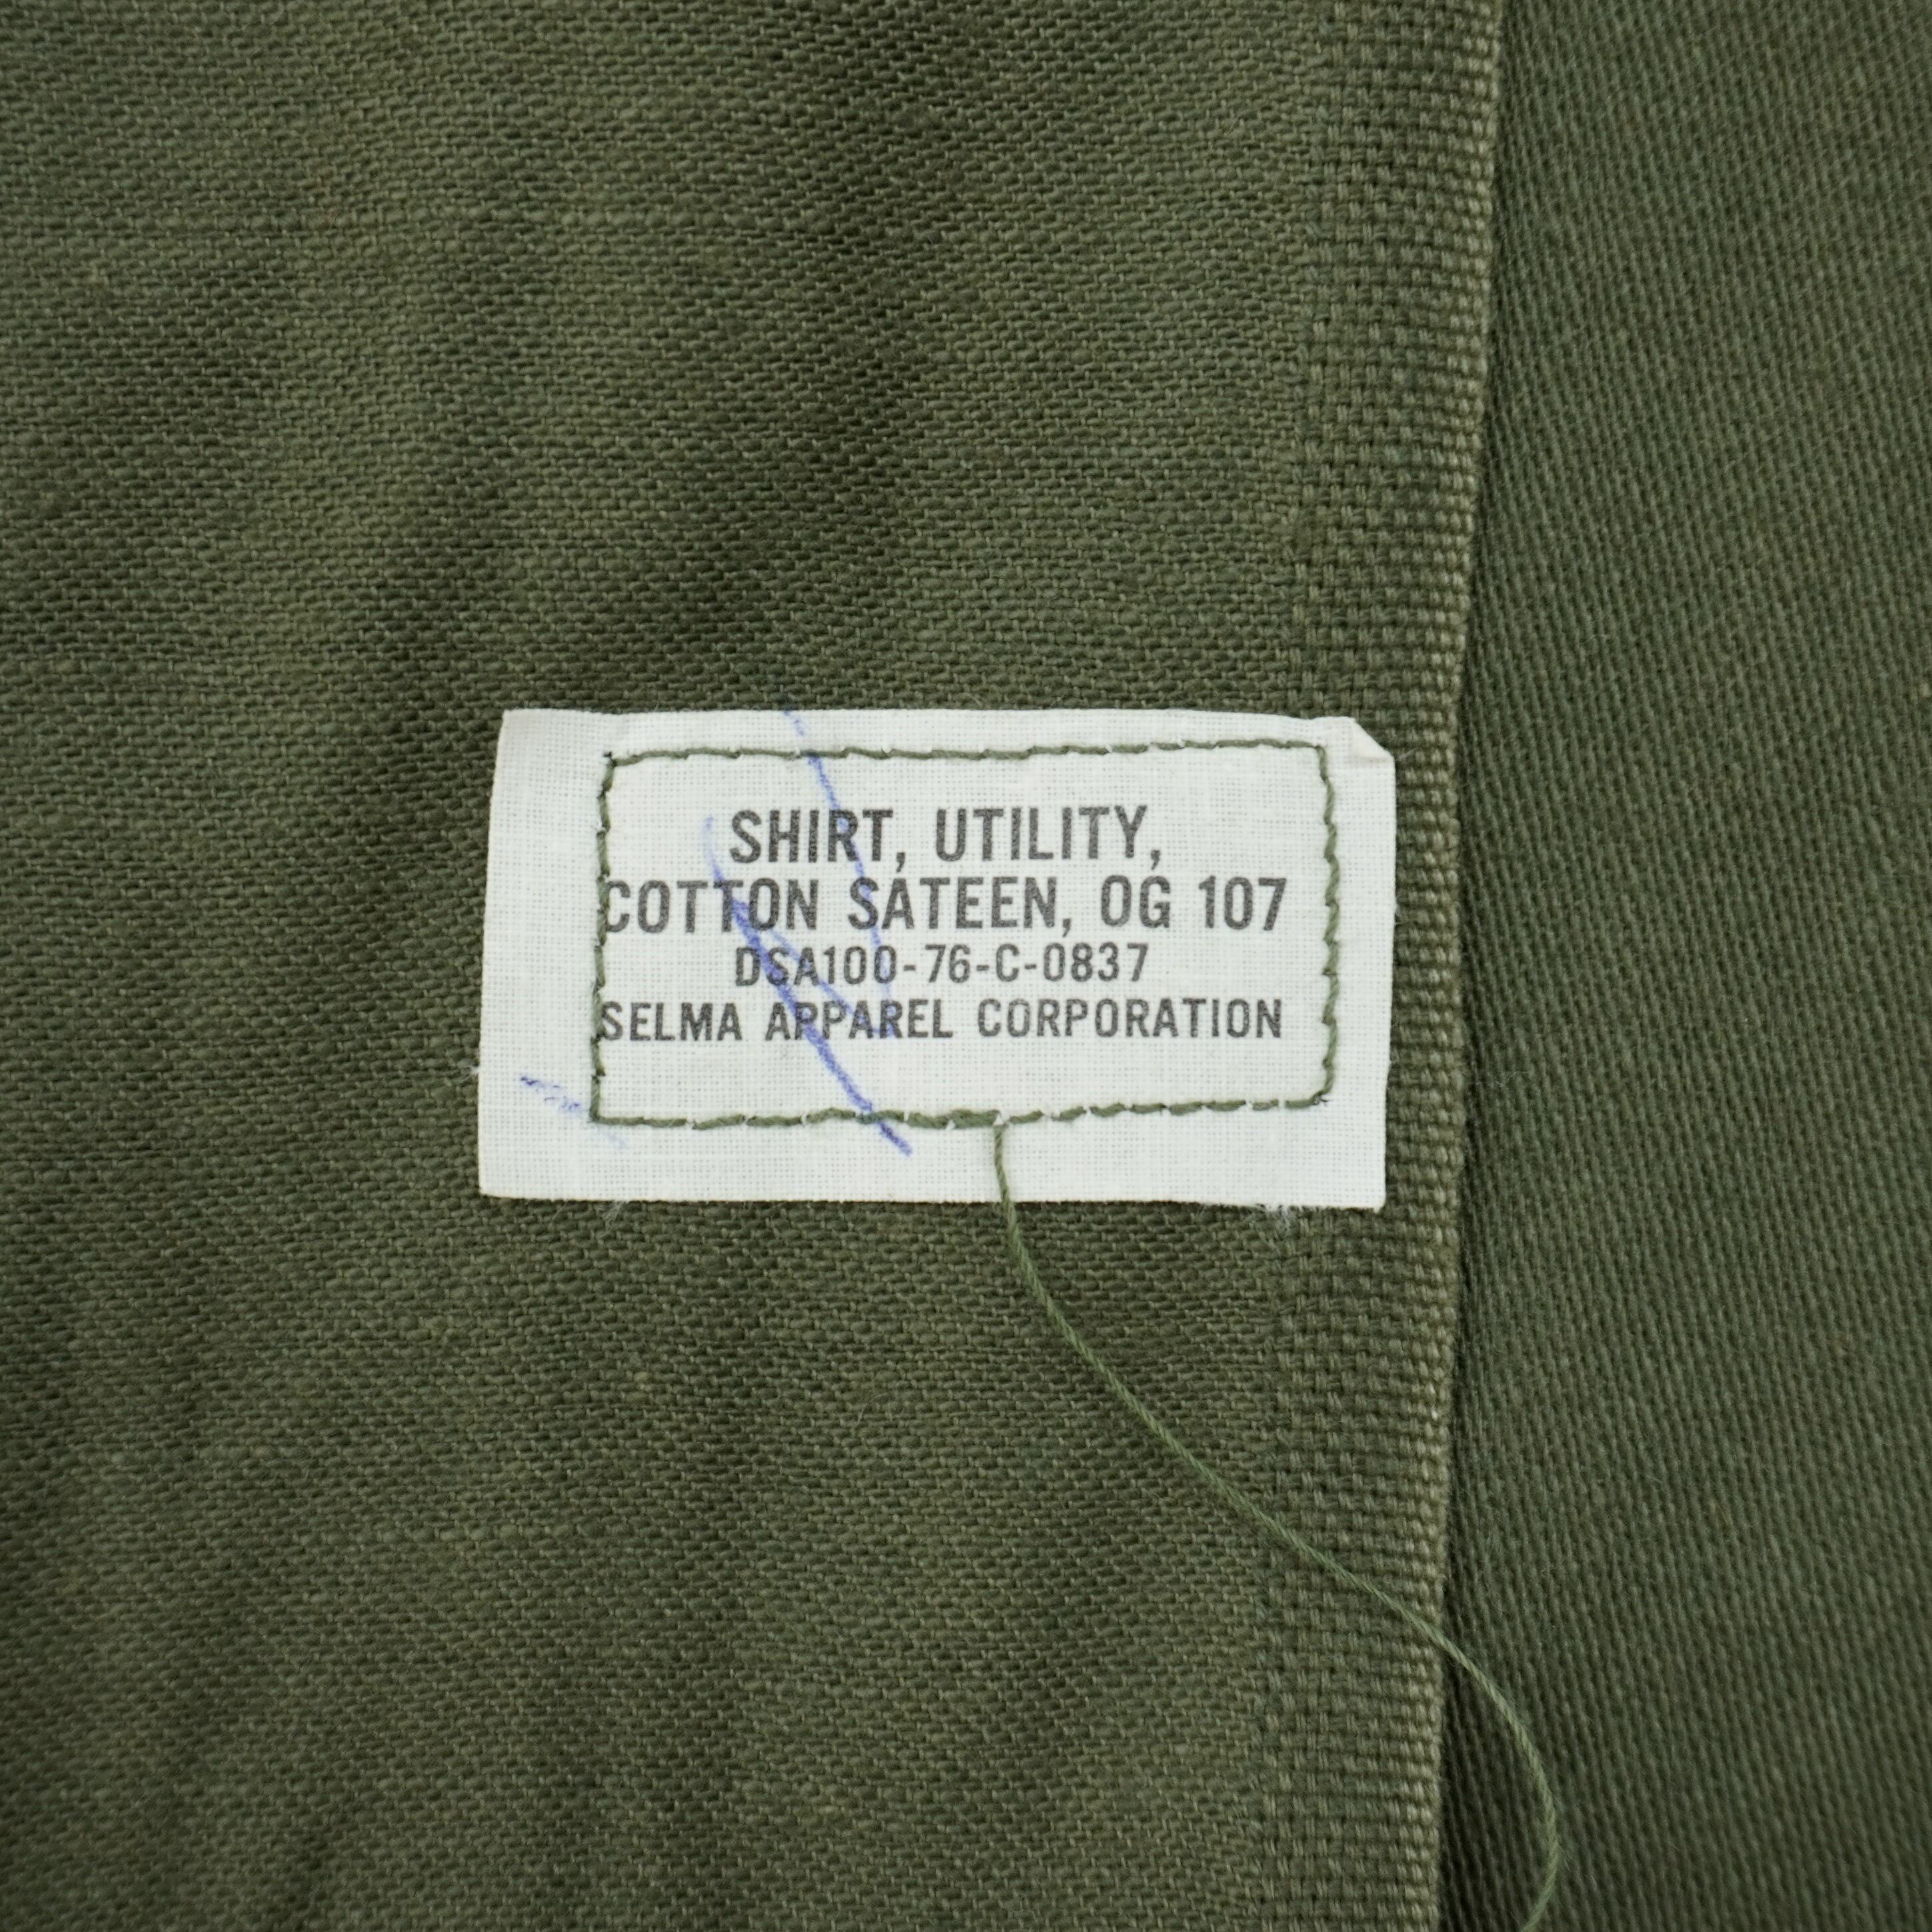 SHIRT, UTILITY,
COTTON SATEEN, OG 107
DSA100-76-C-0837
SELMA APPAREL CORPORATION